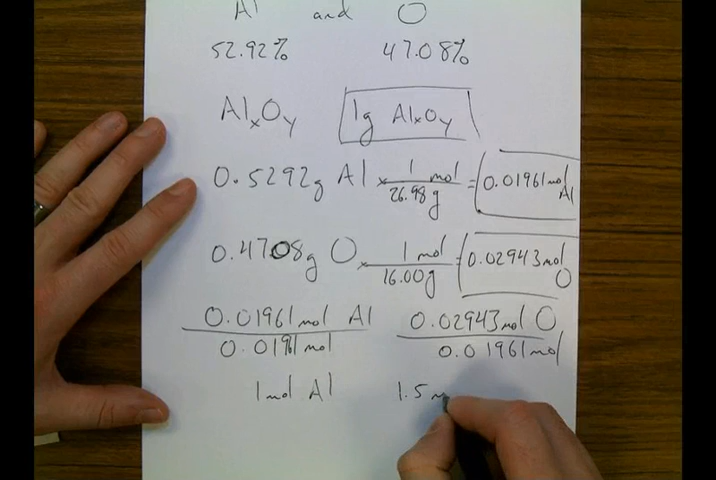 Al and O
52.92% 47.08%
AlxOy 1g AlxOy
0.5292g Al x 1 mol / 26.98g = 0.01961 mol Al
0.4708g O x 1 mol / 16.00g = 0.02943 mol O
0.01961 mol Al 0.02943 mol O
0.01961 mol 0.01961 mol
1 mol Al 1.5 m